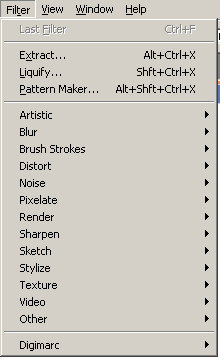 Filter View Window Help
Last Filter Ctrl+F
Extract... Alt+Ctrl+X
Liquify... Shft+Ctrl+X
Pattern Maker... Alt+Shft+Ctrl+X
Artistic
Blur
Brush Strokes
Distort
Noise
Pixelate
Render
Sharpen
Sketch
Stylize
Texture
Video
Other
Digimarc